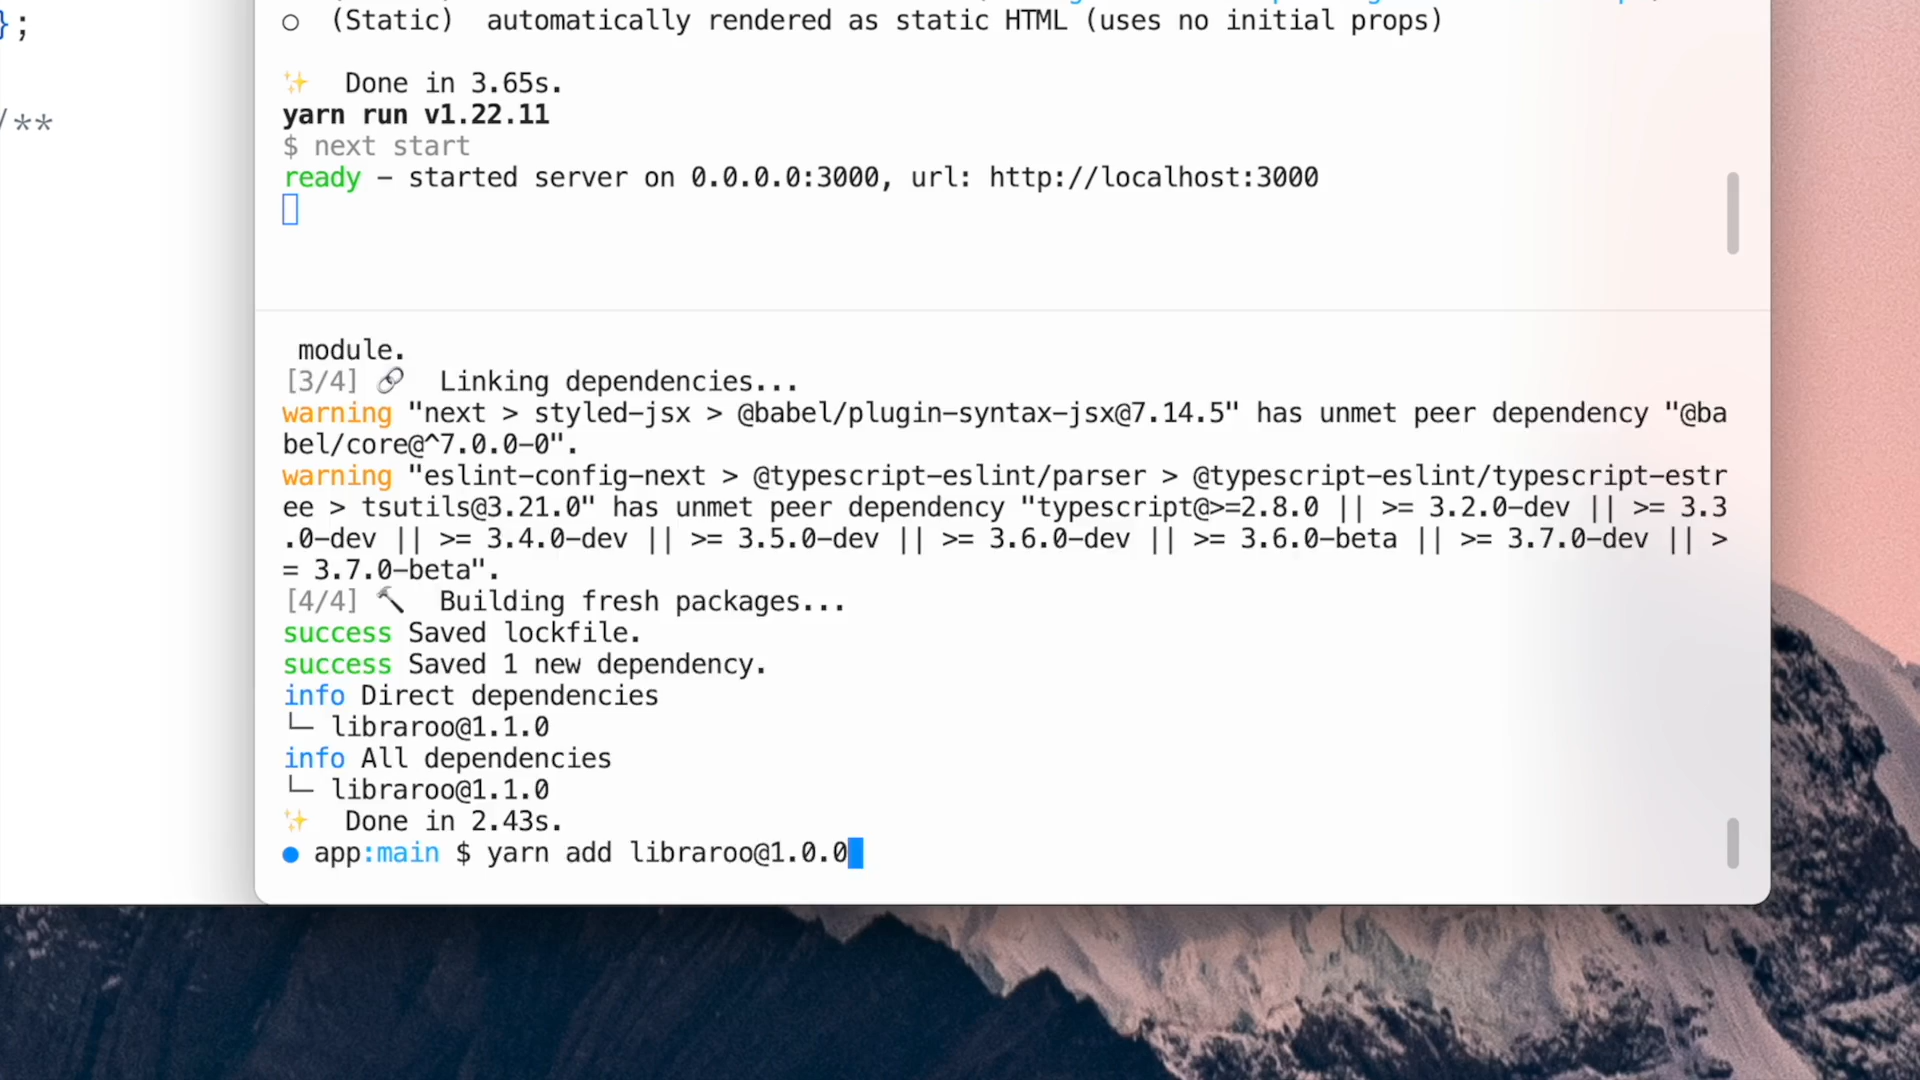 };
/**
○ (Static) automatically rendered as static HTML (uses no initial props)
✨ Done in 3.65s.
yarn run v1.22.11
$ next start
ready – started server on 0.0.0.0:3000, url: http://localhost:3000
module.
[3/4] 🔗 Linking dependencies...
warning "next > styled-jsx > @babel/plugin-syntax-jsx@7.14.5" has unmet peer dependency "@ba
bel/core@^7.0.0-0".
warning "eslint-config-next > @typescript-eslint/parser > @typescript-eslint/typescript-estr
ee > tsutils@3.21.0" has unmet peer dependency "typescript@>=2.8.0 || >= 3.2.0-dev || >= 3.3
.0-dev || >= 3.4.0-dev || >= 3.5.0-dev || >= 3.6.0-dev || >= 3.6.0-beta || >= 3.7.0-dev || >
= 3.7.0-beta".
[4/4] 🔨 Building fresh packages...
success Saved lockfile.
success Saved 1 new dependency.
info Direct dependencies
└─ libraroo@1.1.0
info All dependencies
└─ libraroo@1.1.0
✨ Done in 2.43s.
● app:main $ yarn add libraroo@1.0.0